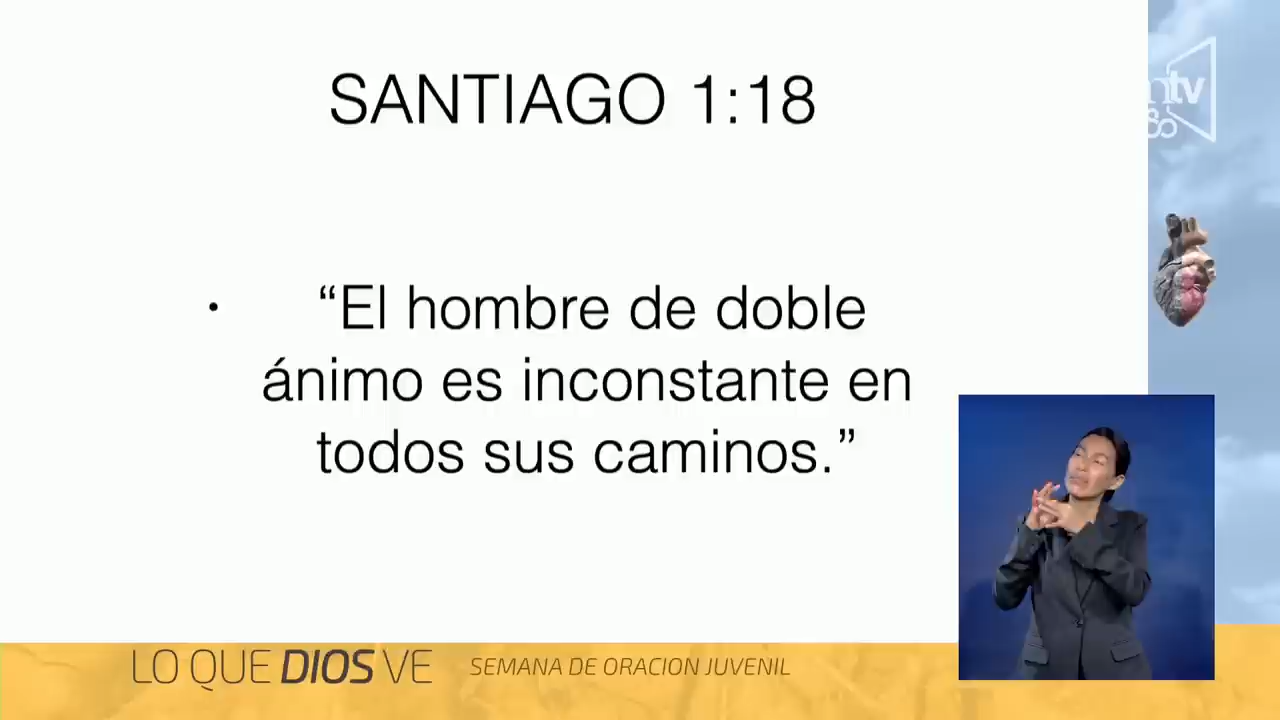 SANTIAGO 1:18
ntv
• “El hombre de doble
ánimo es inconstante en
todos sus caminos.”
LO QUE DIOS VE
SEMANA DE ORACION JUVENIL